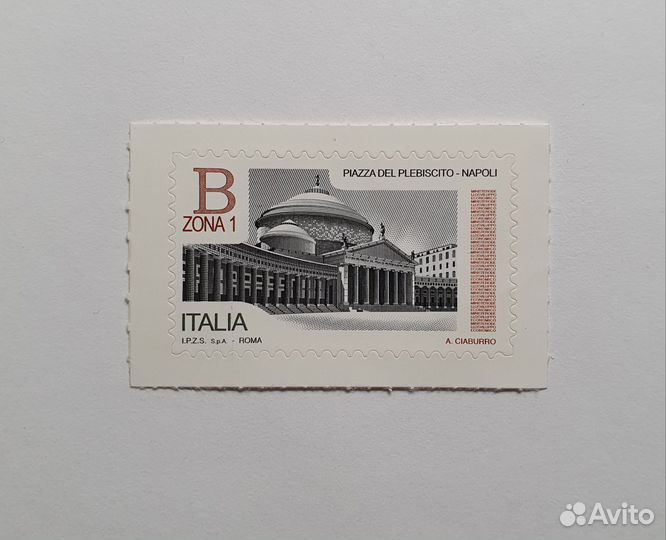 PIAZZA DEL PLEBISCITO - NAPOLI
B
ZONA 1
ITALIA
I.P.Z.S. S.p.A. - ROMA
A. CIABURRO
Avito